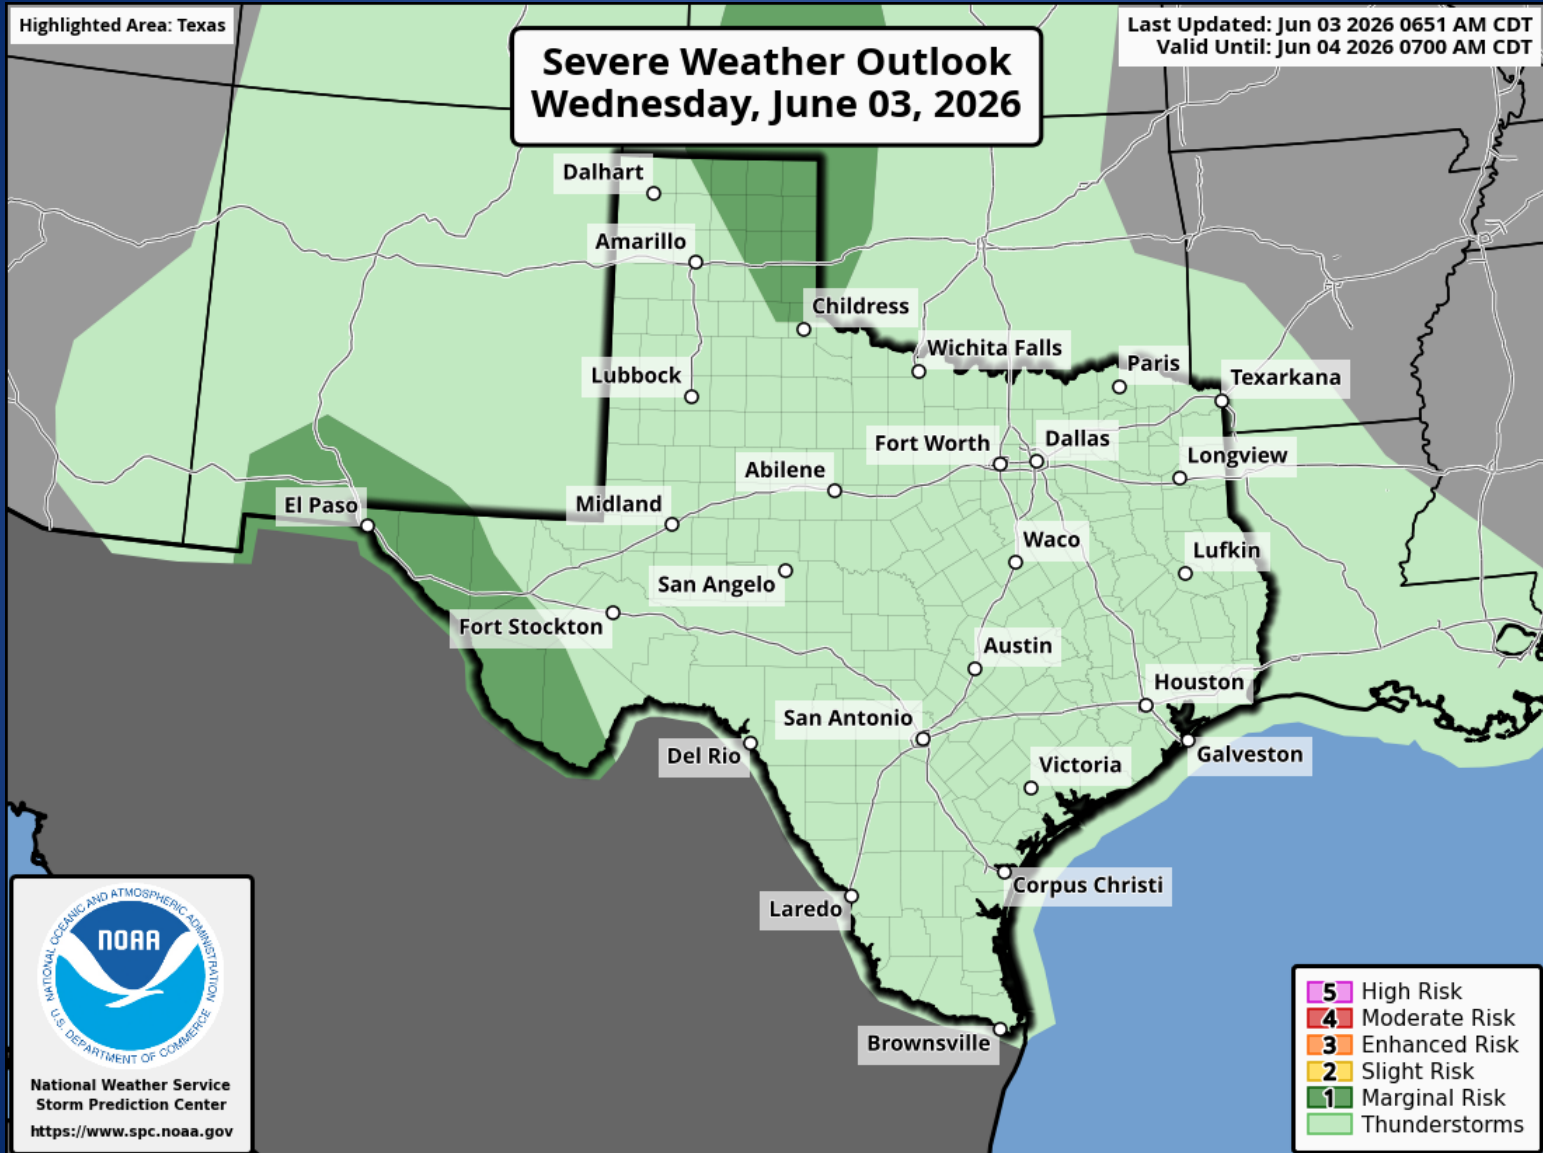 Highlighted Area: Texas
Severe Weather Outlook
Wednesday, June 03, 2026
Last Updated: Jun 03 2026 0651 AM CDT
Valid Until: Jun 04 2026 0700 AM CDT
Dalhart
Amarillo
Childress
Wichita Falls
Paris
Texarkana
Lubbock
Fort Worth
Dallas
Longview
Abilene
Midland
El Paso
Waco
Lufkin
San Angelo
Fort Stockton
Austin
Houston
San Antonio
Del Rio
Galveston
Victoria
Corpus Christi
Laredo
Brownsville
NATIONAL OCEANIC AND ATMOSPHERIC ADMINISTRATION
NOAA
U.S. DEPARTMENT OF COMMERCE
National Weather Service
Storm Prediction Center
https://www.spc.noaa.gov
5 High Risk
4 Moderate Risk
3 Enhanced Risk
2 Slight Risk
1 Marginal Risk
Thunderstorms